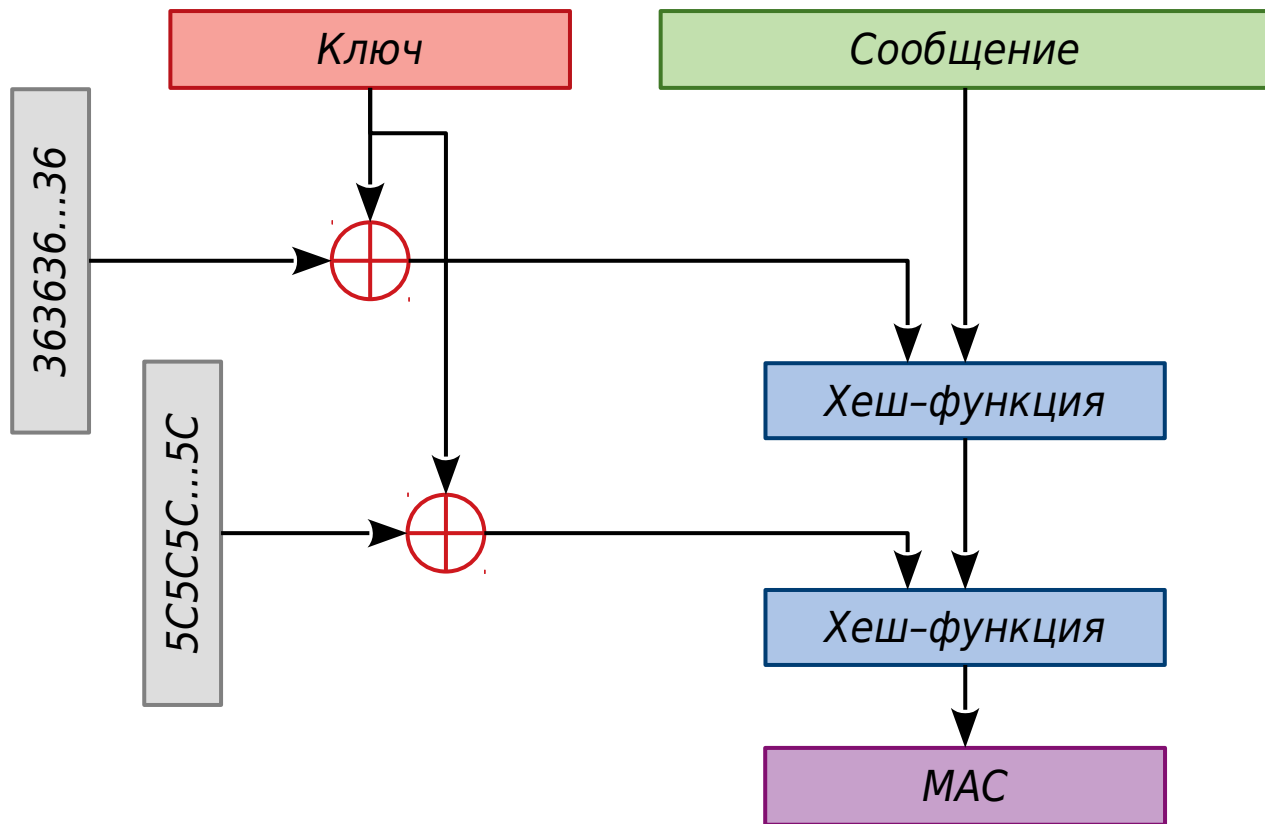 Ключ
Сообщение
363636...36
5C5C5C...5C
Хеш–функция
Хеш–функция
MAC